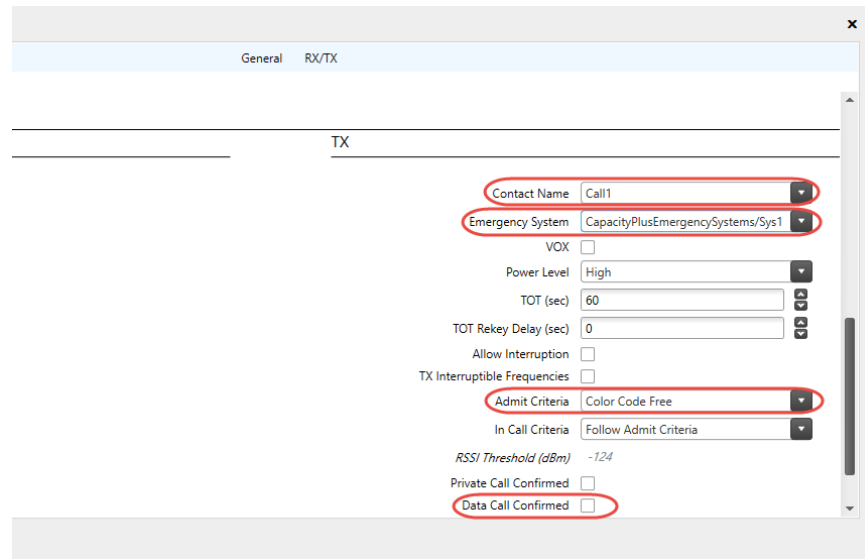 ×
General RX/TX
TX
Contact Name Call1
Emergency System CapacityPlusEmergencySystems/Sys1
VOX
Power Level High
TOT (sec) 60
TOT Rekey Delay (sec) 0
Allow Interruption
TX Interruptible Frequencies
Admit Criteria Color Code Free
In Call Criteria Follow Admit Criteria
RSSI Threshold (dBm) -124
Private Call Confirmed
Data Call Confirmed